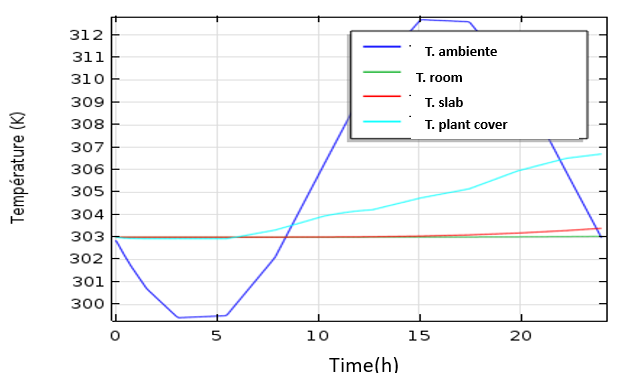 Température (K)
312
311
310
309
308
307
306
305
304
303
302
301
300
T. ambiente
T. room
T. slab
T. plant cover
0 5 10 15 20
Time(h)